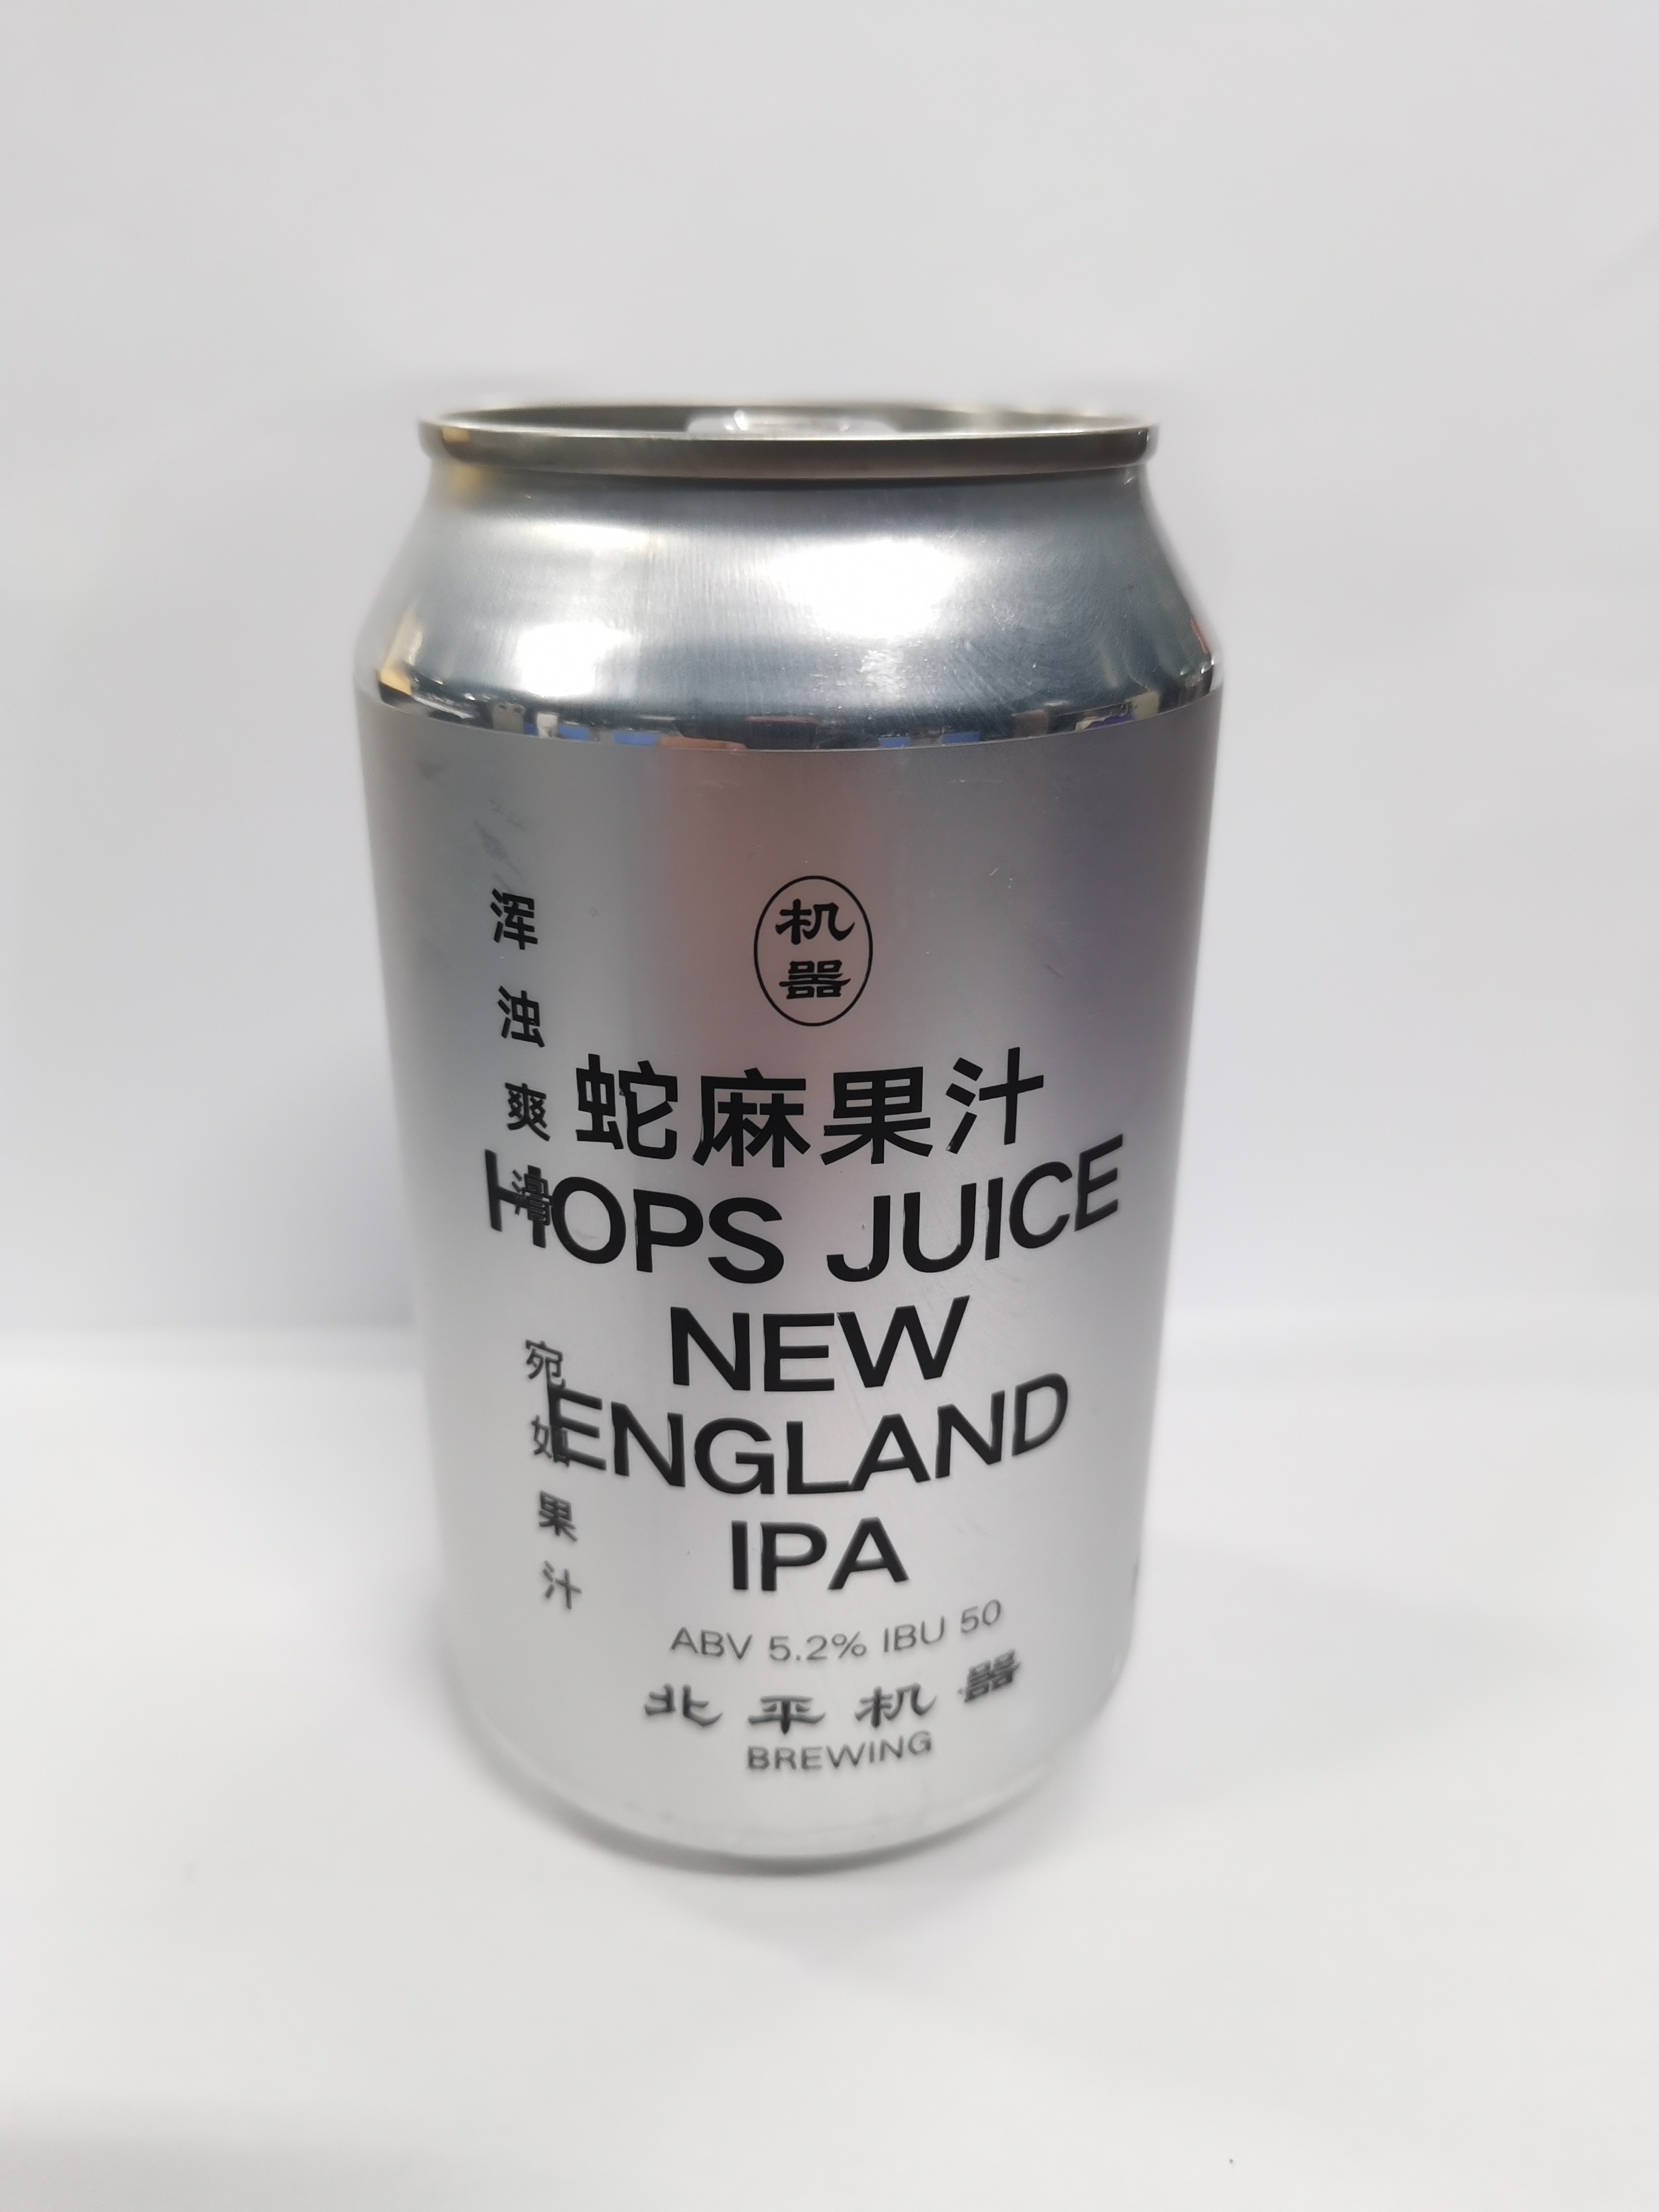 机
器
浑浊爽滑
宛如果汁
蛇麻果汁
HOPS JUICE
NEW
ENGLAND
IPA
ABV 5.2% IBU 50
北平机器
BREWING